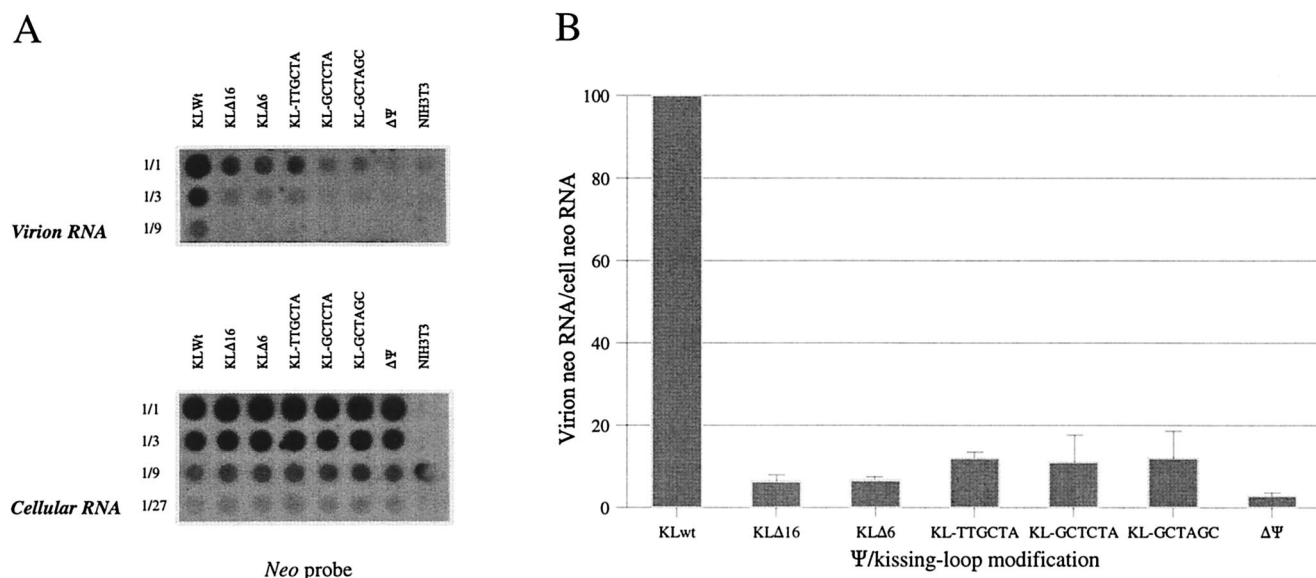 A
KLWt KLΔ16 KLΔ6 KL-TTGCTA KL-GCTCTA KL-GCTAGC ΔΨ NIH3T3
1/1
1/3
Virion RNA 1/9
KLWt KLΔ16 KLΔ6 KL-TTGCTA KL-GCTCTA KL-GCTAGC ΔΨ NIH3T3
1/1
1/3
1/9
Cellular RNA 1/27
Neo probe
B
Virion neo RNA/cell neo RNA
100
80
60
40
20
0
KLwt KLΔ16 KLΔ6 KL-TTGCTA KL-GCTCTA KL-GCTAGC ΔΨ
Ψ/kissing-loop modification